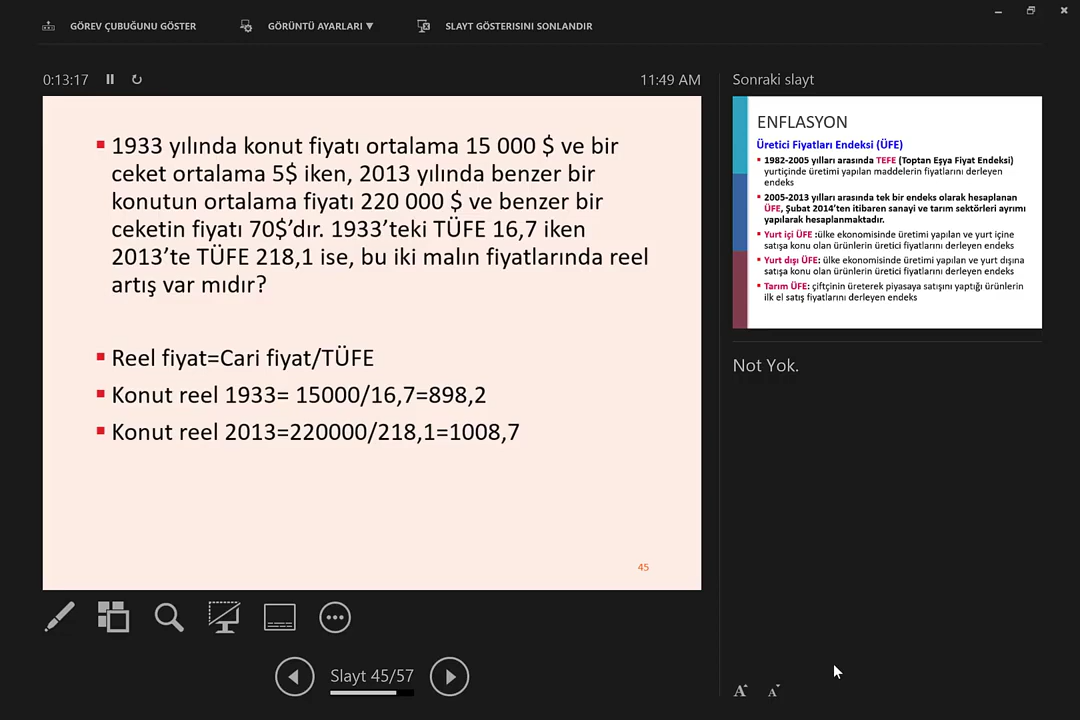 GÖREV ÇUBUĞUNU GÖSTER
GÖRÜNTÜ AYARLARI ▼
SLAYT GÖSTERISINI SONLANDIR
0:13:17
11:49 AM
▪ 1933 yılında konut fiyatı ortalama 15 000 $ ve bir
ceket ortalama 5$ iken, 2013 yılında benzer bir
konutun ortalama fiyatı 220 000 $ ve benzer bir
ceketin fiyatı 70$’dır. 1933’teki TÜFE 16,7 iken
2013’te TÜFE 218,1 ise, bu iki malın fiyatlarında reel
artış var mıdır?
▪ Reel fiyat=Cari fiyat/TÜFE
▪ Konut reel 1933= 15000/16,7=898,2
▪ Konut reel 2013=220000/218,1=1008,7
45
Slayt 45/57
Sonraki slayt
ENFLASYON
Üretici Fiyatları Endeksi (ÜFE)
▪ 1982-2005 yılları arasında TEFE (Toptan Eşya Fiyat Endeksi)
yurtiçinde üretimi yapılan maddelerin fiyatlarını derleyen
endeks
▪ 2005-2013 yılları arasında tek bir endeks olarak hesaplanan
ÜFE, Şubat 2014’ten itibaren sanayi ve tarım sektörleri ayrımı
yapılarak hesaplanmaktadır.
▪ Yurt içi ÜFE :ülke ekonomisinde üretimi yapılan ve yurt içine
satışa konu olan ürünlerin üretici fiyatlarını derleyen endeks
▪ Yurt dışı ÜFE: ülke ekonomisinde üretimi yapılan ve yurt dışına
satışa konu olan ürünlerin üretici fiyatlarını derleyen endeks
▪ Tarım ÜFE: çiftçinin üreterek piyasaya satışını yaptığı ürünlerin
ilk el satış fiyatlarını derleyen endeks
Not Yok.
A A